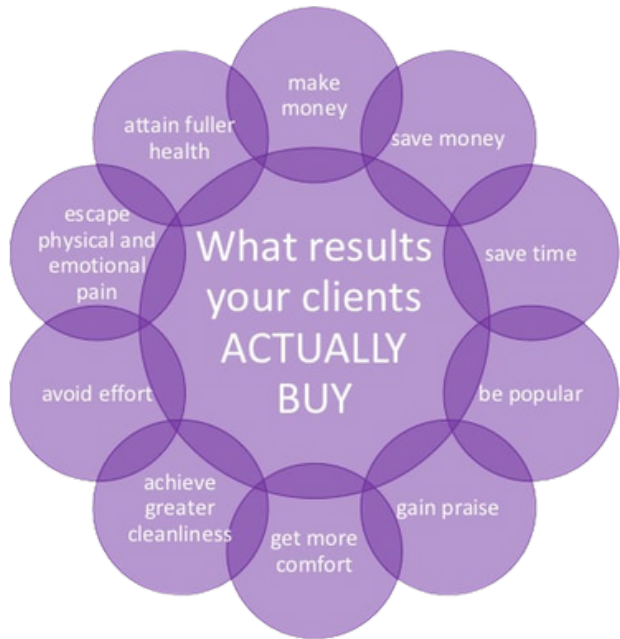 What results
your clients
ACTUALLY
BUY
make
money
save money
save time
be popular
gain praise
get more
comfort
achieve
greater
cleanliness
avoid effort
escape
physical and
emotional
pain
attain fuller
health